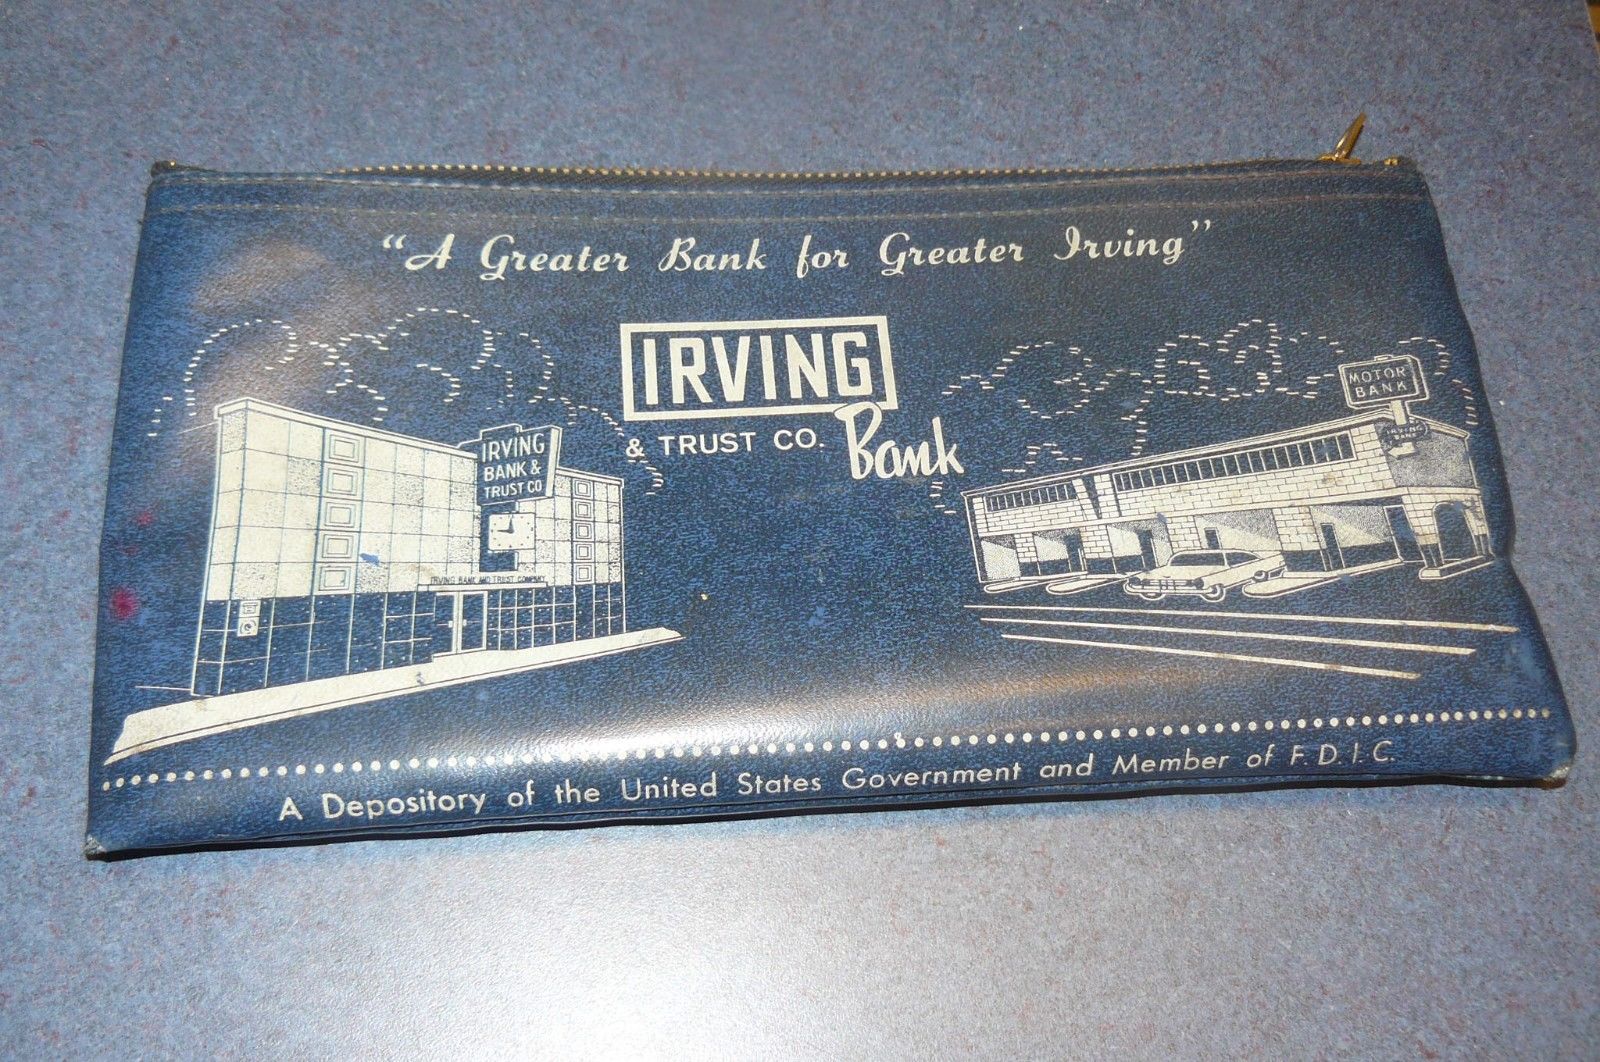 “A Greater Bank for Greater Irving”
IRVING
Bank
& TRUST CO.
IRVING
BANK &
TRUST CO
IRVING BANK AND TRUST COMPANY
MOTOR
BANK
IRVING
BANK
A Depository of the United States Government and Member of F.D.I.C.